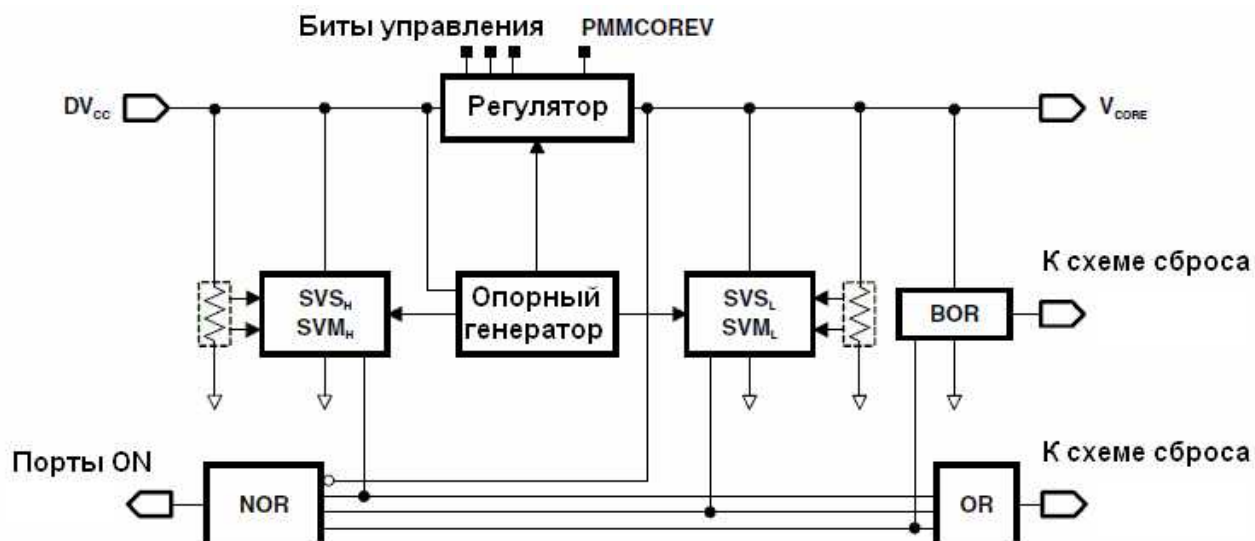 Биты управления PMMCOREV
DVCC
Регулятор
VCORE
К схеме сброса
SVSH
SVMH
Опорный
генератор
SVSL
SVML
BOR
Порты ON
К схеме сброса
NOR
OR